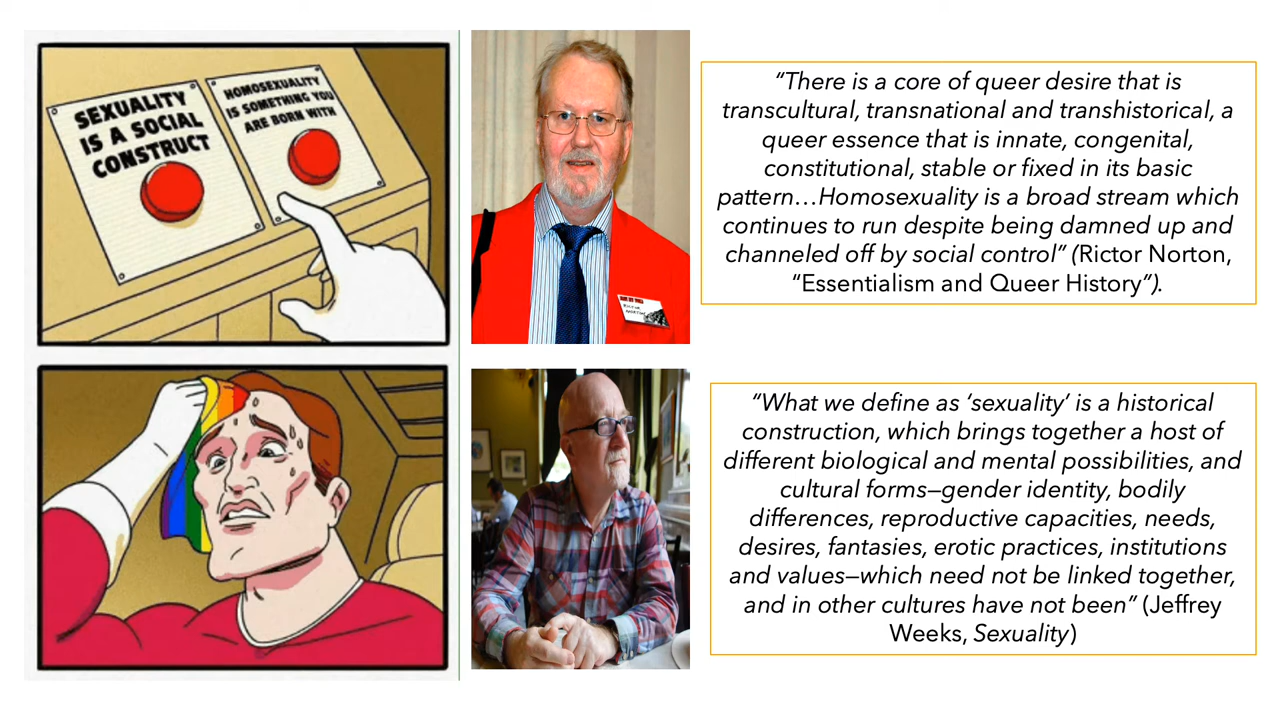 SEXUALITY
IS A SOCIAL
CONSTRUCT
HOMOSEXUALITY
IS SOMETHING YOU
ARE BORN WITH
“There is a core of queer desire that is
transcultural, transnational and transhistorical, a
queer essence that is innate, congenital,
constitutional, stable or fixed in its basic
pattern…Homosexuality is a broad stream which
continues to run despite being damned up and
channeled off by social control” (Rictor Norton,
“Essentialism and Queer History”).
“What we define as ‘sexuality’ is a historical
construction, which brings together a host of
different biological and mental possibilities, and
cultural forms—gender identity, bodily
differences, reproductive capacities, needs,
desires, fantasies, erotic practices, institutions
and values—which need not be linked together,
and in other cultures have not been” (Jeffrey
Weeks, Sexuality)